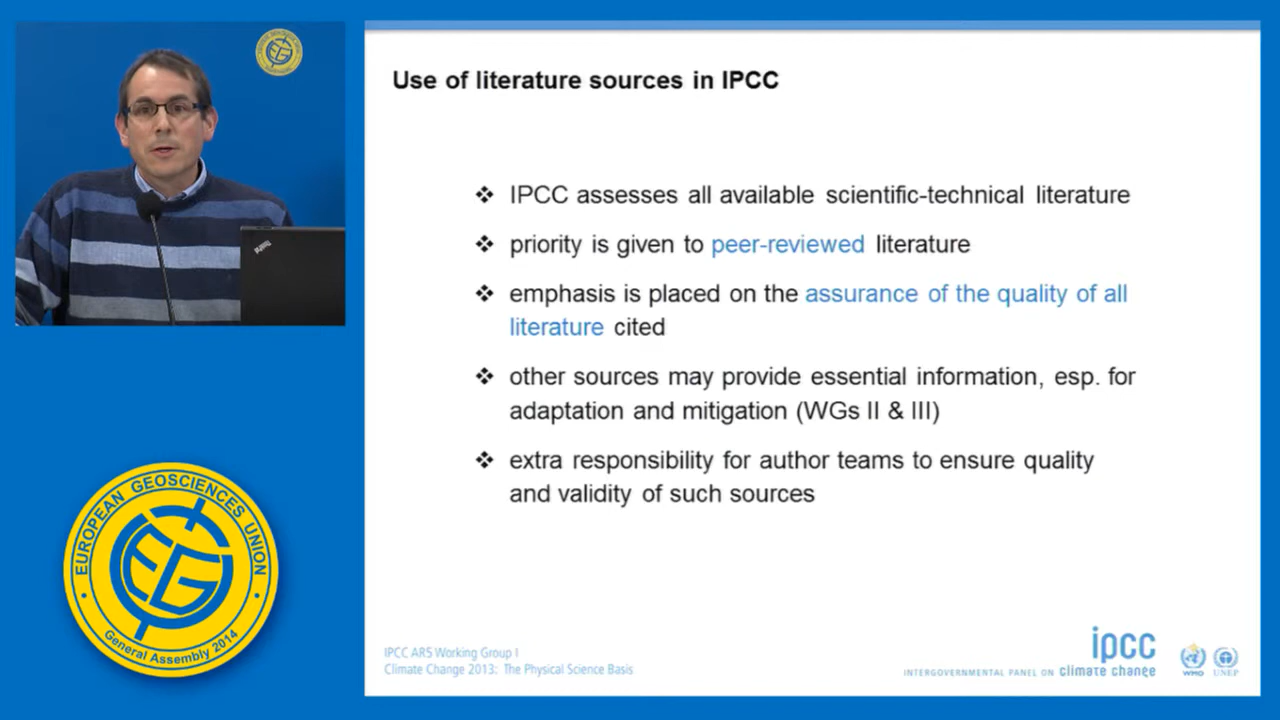 Use of literature sources in IPCC
❖ IPCC assesses all available scientific-technical literature
❖ priority is given to peer-reviewed literature
❖ emphasis is placed on the assurance of the quality of all
literature cited
❖ other sources may provide essential information, esp. for
adaptation and mitigation (WGs II & III)
❖ extra responsibility for author teams to ensure quality
and validity of such sources
IPCC AR5 Working Group I
Climate Change 2013: The Physical Science Basis
ipcc
INTERGOVERNMENTAL PANEL ON climate change
WMO
UNEP
EUROPEAN GEOSCIENCES UNION
EGU
General Assembly 2014